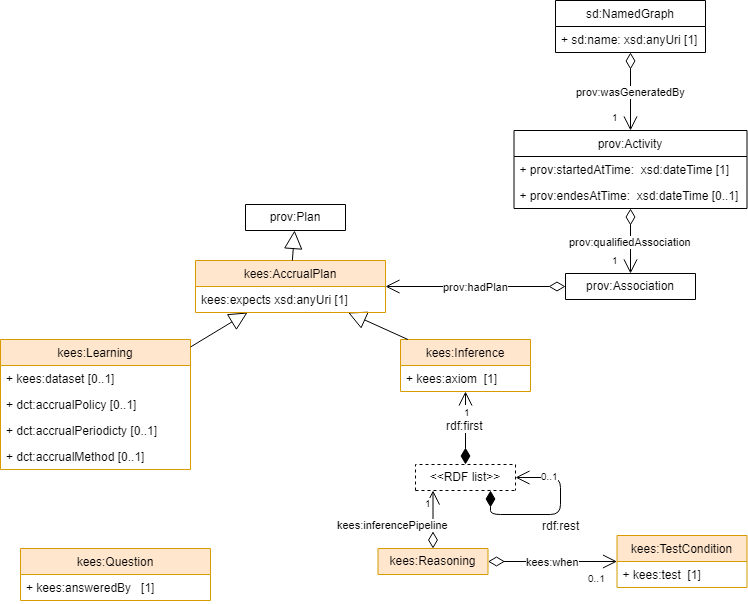 sd:NamedGraph
+ sd:name: xsd:anyUri [1]
prov:wasGeneratedBy
1
prov:Activity
+ prov:startedAtTime:  xsd:dateTime [1]
+ prov:endesAtTime:  xsd:dateTime [0..1]
prov:Plan
prov:qualifiedAssociation
1
kees:AccrualPlan
kees:expects xsd:anyUri [1]
prov:hadPlan
prov:Association
kees:Learning
+ kees:dataset [0..1]
+ dct:accrualPolicy [0..1]
+ dct:accrualPeriodicty [0..1]
+ dct:accrualMethod [0..1]
kees:Inference
+ kees:axiom  [1]
1
rdf:first
<<RDF list>>
0..1
1
rdf:rest
kees:inferencePipeline
kees:Reasoning
kees:when
0..1
kees:TestCondition
+ kees:test  [1]
kees:Question
+ kees:answeredBy   [1]